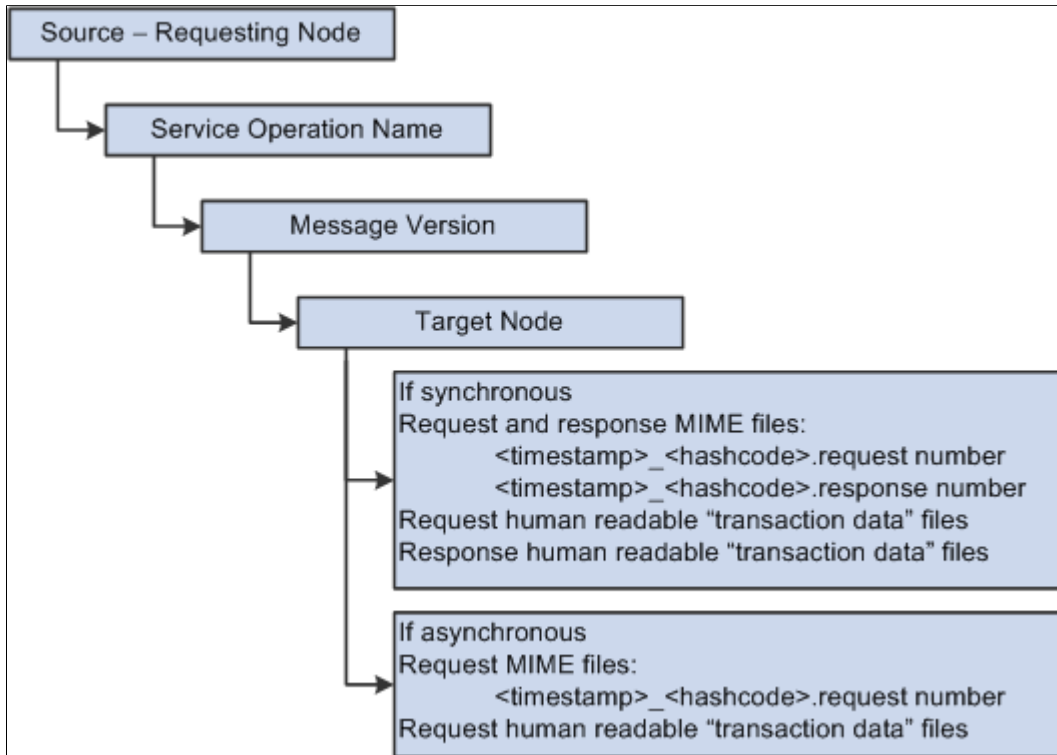 Source – Requesting Node
Service Operation Name
Message Version
Target Node
If synchronous
Request and response MIME files:
<timestamp>_<hashcode>.request number
<timestamp>_<hashcode>.response number
Request human readable “transaction data” files
Response human readable “transaction data” files
If asynchronous
Request MIME files:
<timestamp>_<hashcode>.request number
Request human readable “transaction data” files